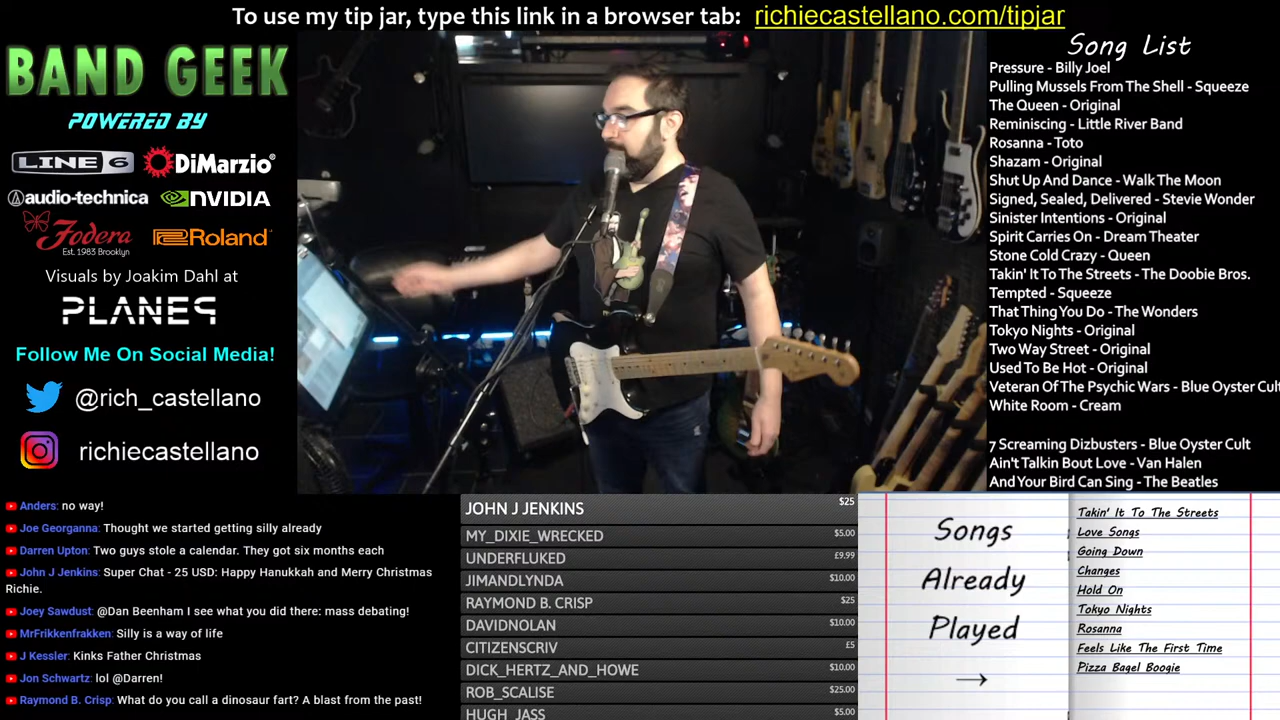 To use my tip jar, type this link in a browser tab: richiecastellano.com/tipjar
BAND GEEK
POWERED BY
LINE 6
DiMarzio®
audio-technica
NVIDIA
Fodera
Est. 1983 Brooklyn
Roland
Visuals by Joakim Dahl at
PLANE9
Follow Me On Social Media!
@rich_castellano
richiecastellano
Song List
Pressure - Billy Joel
Pulling Mussels From The Shell - Squeeze
The Queen - Original
Reminiscing - Little River Band
Rosanna - Toto
Shazam - Original
Shut Up And Dance - Walk The Moon
Signed, Sealed, Delivered - Stevie Wonder
Sinister Intentions - Original
Spirit Carries On - Dream Theater
Stone Cold Crazy - Queen
Takin' It To The Streets - The Doobie Bros.
Tempted - Squeeze
That Thing You Do - The Wonders
Tokyo Nights - Original
Two Way Street - Original
Used To Be Hot - Original
Veteran Of The Psychic Wars - Blue Oyster Cult
White Room - Cream
7 Screaming Dizbusters - Blue Oyster Cult
Ain't Talkin Bout Love - Van Halen
And Your Bird Can Sing - The Beatles
Anders: no way!
Joe Georganna: Thought we started getting silly already
Darren Upton: Two guys stole a calendar. They got six months each
John J Jenkins: Super Chat - 25 USD: Happy Hanukkah and Merry Christmas
Richie.
Joey Sawdust: @Dan Beenham I see what you did there: mass debating!
MrFrikkenfrakken: Silly is a way of life
J Kessler: Kinks Father Christmas
Jon Schwartz: lol @Darren!
Raymond B. Crisp: What do you call a dinosaur fart? A blast from the past!
JOHN J JENKINS $25
MY_DIXIE_WRECKED $5.00
UNDERFLUKED £9.99
JIMANDLYNDA $10.00
RAYMOND B. CRISP $25
DAVIDNOLAN $10.00
CITIZENSCRIV £5
DICK_HERTZ_AND_HOWE $10.00
ROB_SCALISE $25.00
HUGH_JASS $5.00
Songs
Already
Played
→
Takin' It To The Streets
Love Songs
Going Down
Changes
Hold On
Tokyo Nights
Rosanna
Feels Like The First Time
Pizza Bagel Boogie